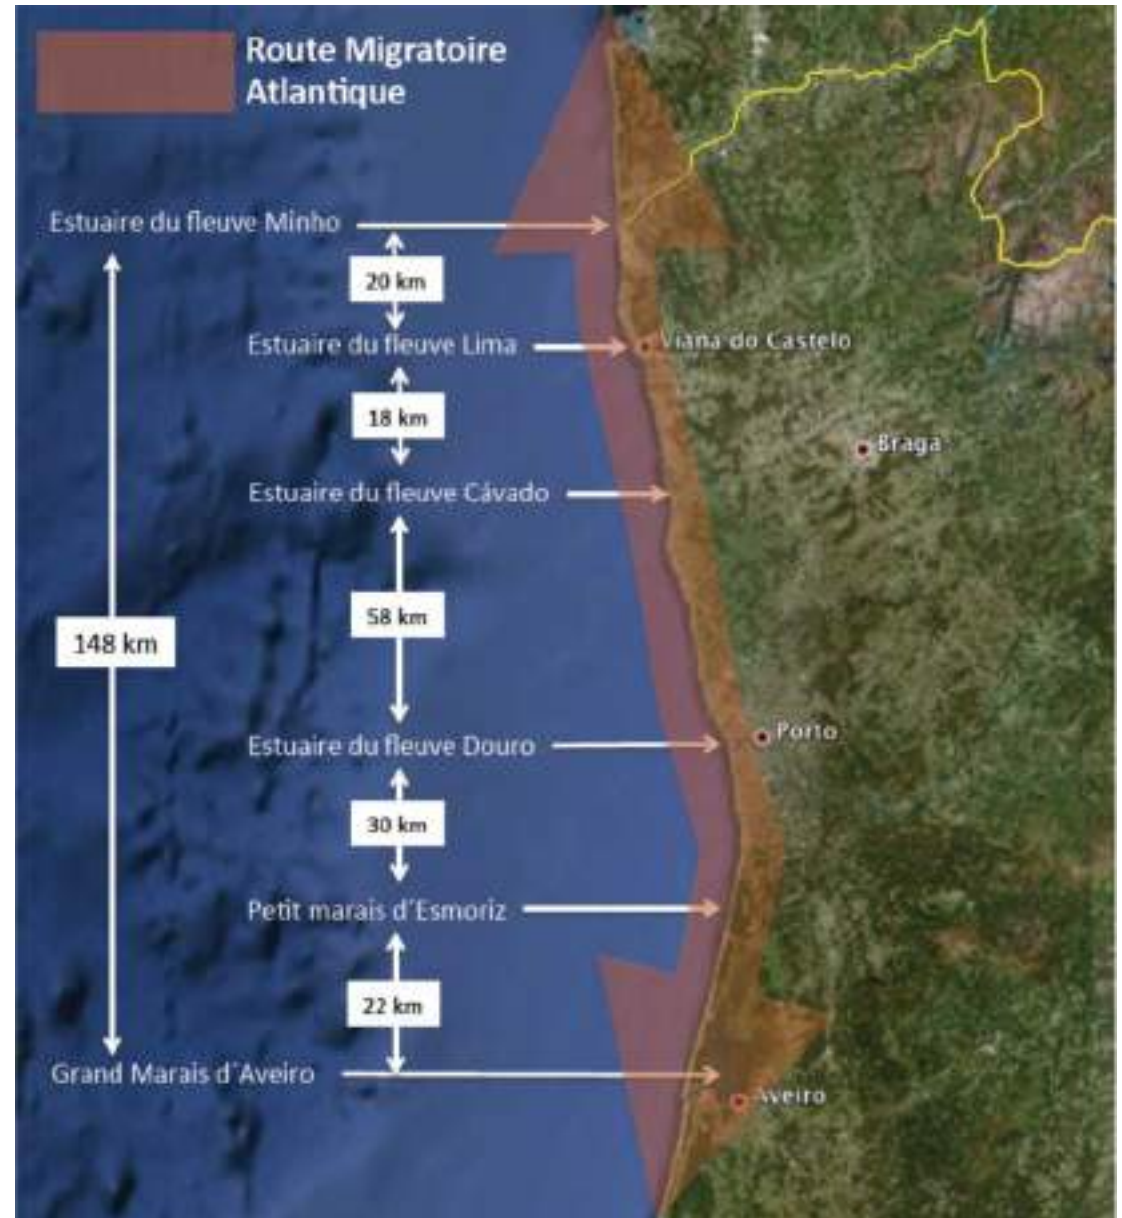 Route Migratoire
Atlantique
Estuaire du fleuve Minho
20 km
Estuaire du fleuve Lima
Viana do Castelo
18 km
Braga
Estuaire du fleuve Cávado
58 km
148 km
Estuaire du fleuve Douro
Porto
30 km
Petit marais d´Esmoriz
22 km
Grand Marais d´Aveiro
Aveiro